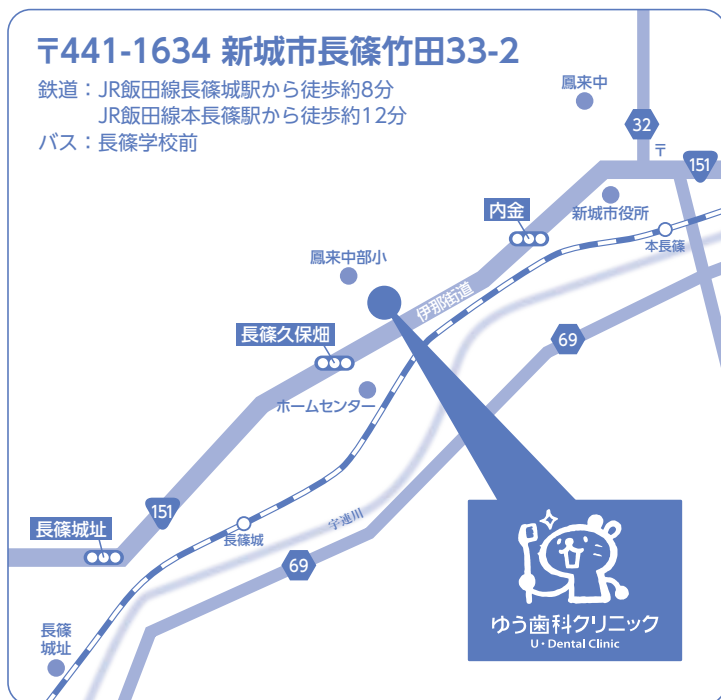 〒441-1634 新城市長篠竹田33-2
鉄道：JR飯田線長篠城駅から徒歩約8分
JR飯田線本長篠駅から徒歩約12分
バス：長篠学校前
鳳来中
32
〒
151
内金
新城市役所
本長篠
鳳来中部小
伊那街道
長篠久保畑
69
ホームセンター
151
長篠城址
長篠城
宇連川
69
長篠
城址
ゆう歯科クリニック
U・Dental Clinic